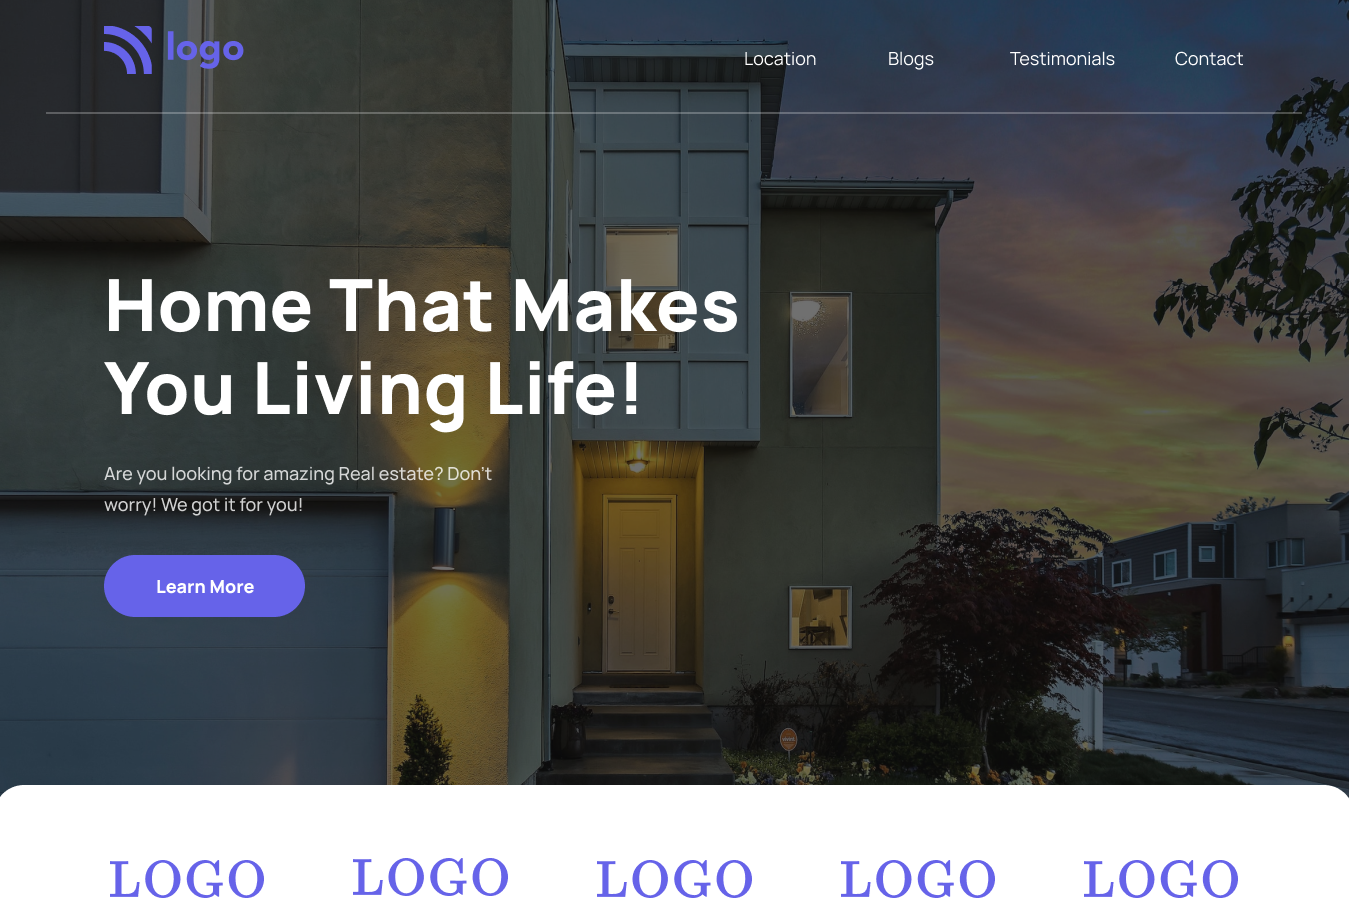 logo
Location
Blogs
Testimonials
Contact
Home That Makes
You Living Life!
Are you looking for amazing Real estate? Don't
worry! We got it for you!
Learn More
LOGO
LOGO
LOGO
LOGO
LOGO